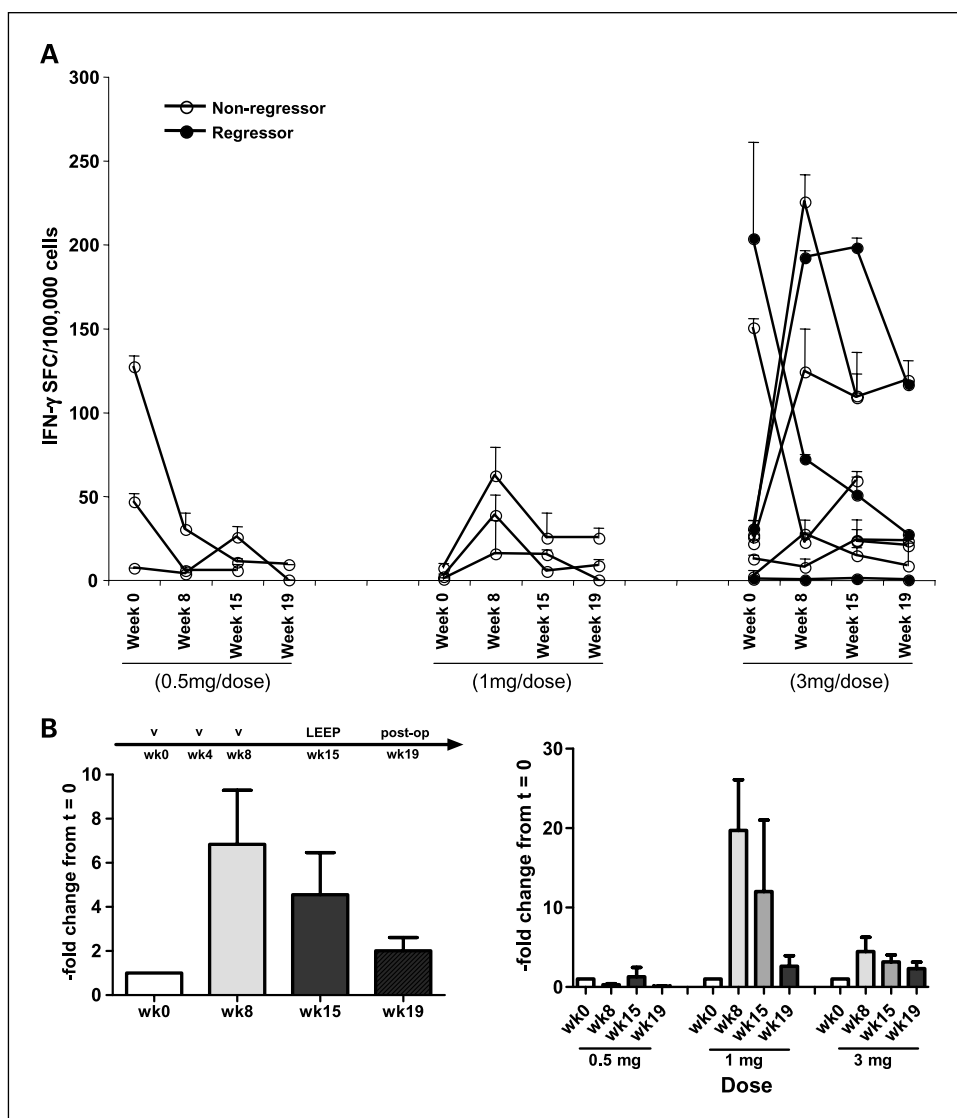 A
300
250
200
150
100
50
0
IFN-γ SFC/100,000 cells
Non-regressor
Regressor
Week 0 Week 8 Week 15 Week 19 Week 0 Week 8 Week 15 Week 19 Week 0 Week 8 Week 15 Week 19
(0.5mg/dose) (1mg/dose) (3mg/dose)
B
v v v LEEP post-op
wk0 wk4 wk8 wk15 wk19
10
8
6
4
2
0
-fold change from t = 0
wk0 wk8 wk15 wk19
30
20
10
0
-fold change from t = 0
wk0 wk8 wk15 wk19 wk0 wk8 wk15 wk19 wk0 wk8 wk15 wk19
0.5 mg 1 mg 3 mg
Dose